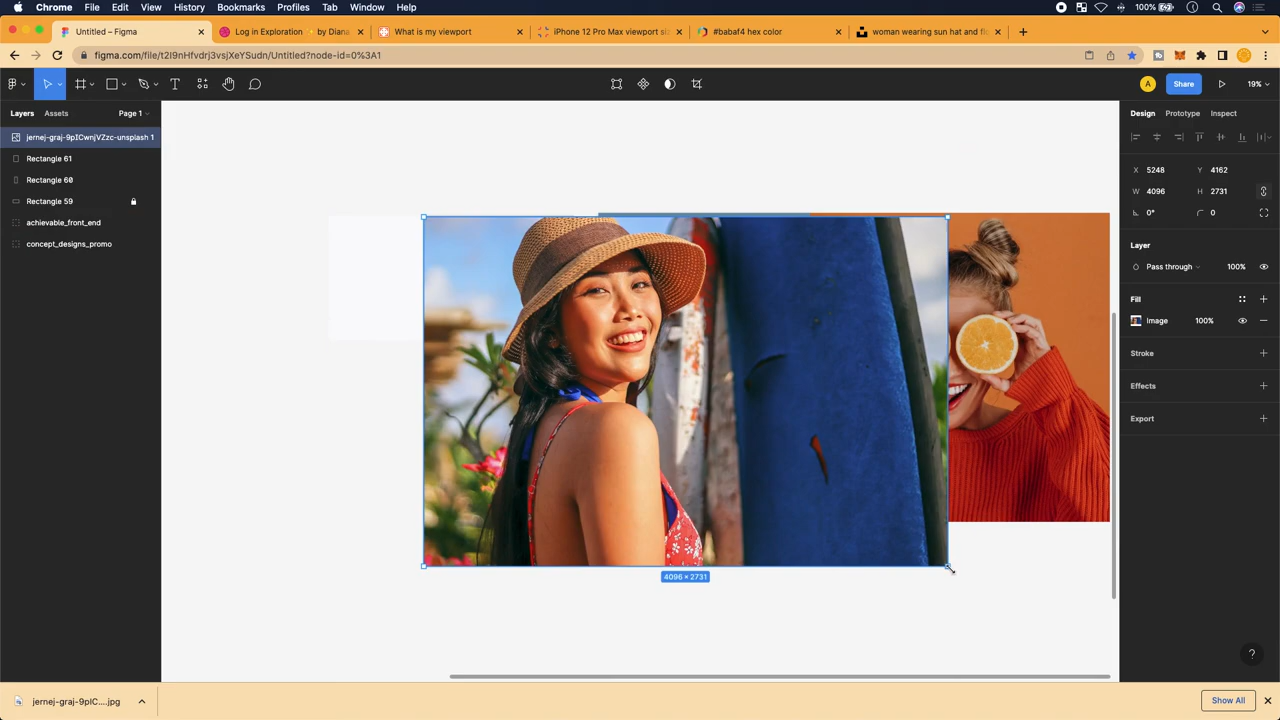 Chrome File Edit View History Bookmarks Profiles Tab Window Help
100%
Untitled – Figma
Log in Exploration by Diana
What is my viewport
iPhone 12 Pro Max viewport si
#babaf4 hex color
woman wearing sun hat and fl
figma.com/file/t2I9nHfvdrj3vsjXeYSudn/Untitled?node-id=0%3A1
A
Share
19%
Layers Assets Page 1
Design Prototype Inspect
jernej-graj-9pICwnjVZzc-unsplash 1
Rectangle 61
Rectangle 60
Rectangle 59
achievable_front_end
concept_designs_promo
X 5248 Y 4162
W 4096 H 2731
0° 0
Layer
Pass through 100%
Fill
Image 100%
Stroke
Effects
Export
4096 × 2731
?
jernej-graj-9pIC....jpg
Show All